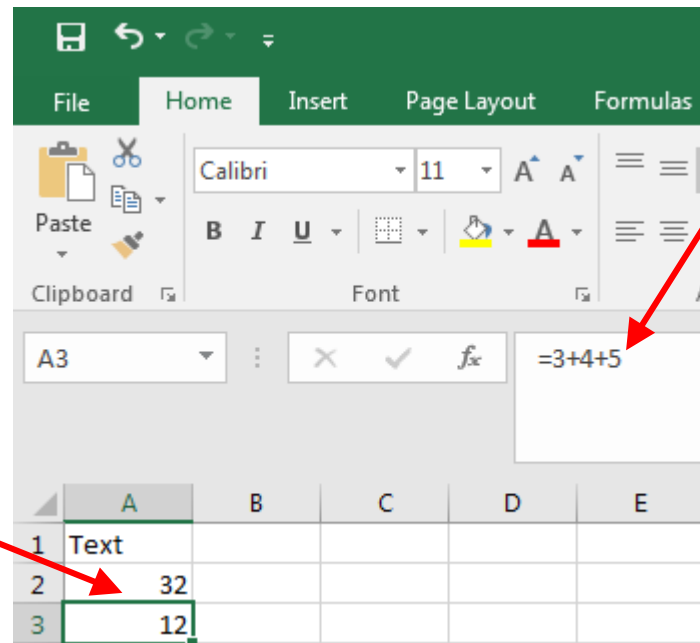 File Home Insert Page Layout Formulas
Calibri 11 A A
Paste
B I U A
Clipboard Font
A3 fx =3+4+5
A B C D E
1 Text
2 32
3 12